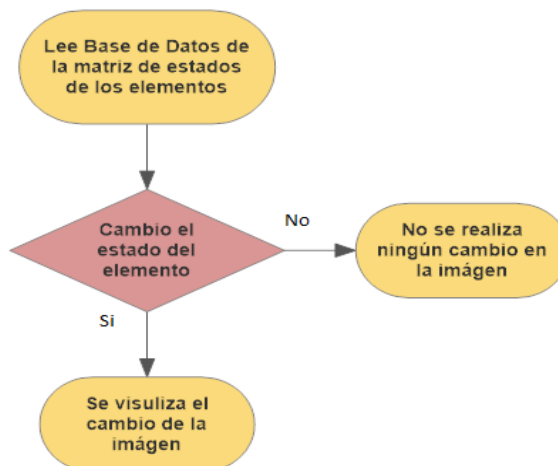 Lee Base de Datos de
la matriz de estados
de los elementos
Cambio el
estado del
elemento
No
No se realiza
ningún cambio en
la imágen
Si
Se visuliza el
cambio de la
imágen